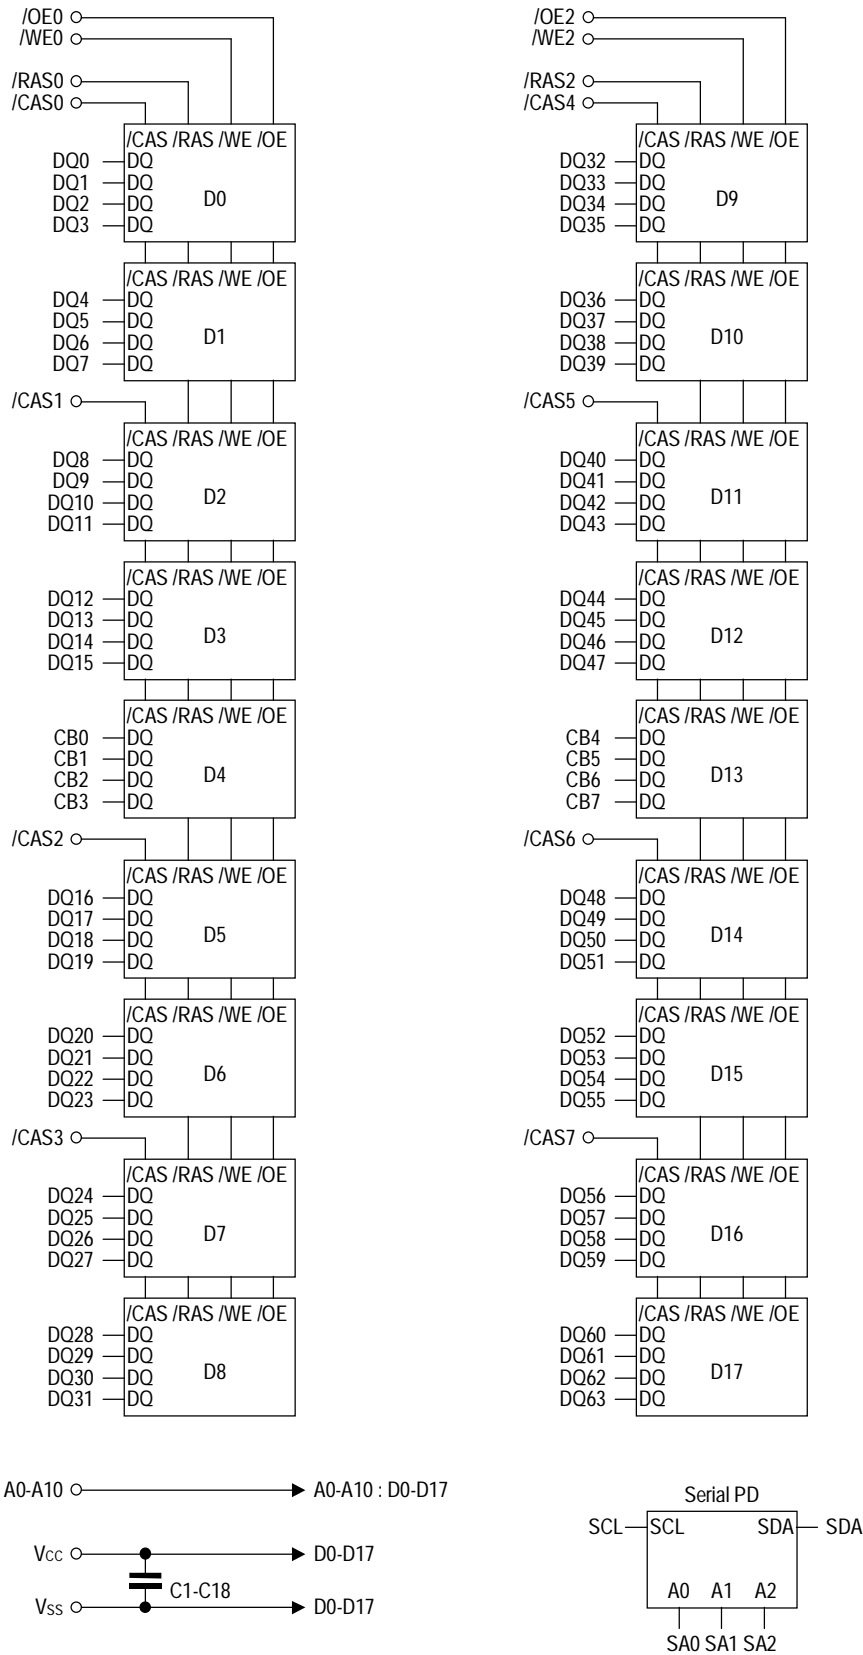 /OE0
/WE0
/RAS0
/CAS0
/CAS /RAS /WE /OE
DQ0 DQ
DQ1 DQ
DQ2 DQ
DQ3 DQ
D0
/CAS /RAS /WE /OE
DQ4 DQ
DQ5 DQ
DQ6 DQ
DQ7 DQ
D1
/CAS1
/CAS /RAS /WE /OE
DQ8 DQ
DQ9 DQ
DQ10 DQ
DQ11 DQ
D2
/CAS /RAS /WE /OE
DQ12 DQ
DQ13 DQ
DQ14 DQ
DQ15 DQ
D3
/CAS /RAS /WE /OE
CB0 DQ
CB1 DQ
CB2 DQ
CB3 DQ
D4
/CAS2
/CAS /RAS /WE /OE
DQ16 DQ
DQ17 DQ
DQ18 DQ
DQ19 DQ
D5
/CAS /RAS /WE /OE
DQ20 DQ
DQ21 DQ
DQ22 DQ
DQ23 DQ
D6
/CAS3
/CAS /RAS /WE /OE
DQ24 DQ
DQ25 DQ
DQ26 DQ
DQ27 DQ
D7
/CAS /RAS /WE /OE
DQ28 DQ
DQ29 DQ
DQ30 DQ
DQ31 DQ
D8
/OE2
/WE2
/RAS2
/CAS4
/CAS /RAS /WE /OE
DQ32 DQ
DQ33 DQ
DQ34 DQ
DQ35 DQ
D9
/CAS /RAS /WE /OE
DQ36 DQ
DQ37 DQ
DQ38 DQ
DQ39 DQ
D10
/CAS5
/CAS /RAS /WE /OE
DQ40 DQ
DQ41 DQ
DQ42 DQ
DQ43 DQ
D11
/CAS /RAS /WE /OE
DQ44 DQ
DQ45 DQ
DQ46 DQ
DQ47 DQ
D12
/CAS /RAS /WE /OE
CB4 DQ
CB5 DQ
CB6 DQ
CB7 DQ
D13
/CAS6
/CAS /RAS /WE /OE
DQ48 DQ
DQ49 DQ
DQ50 DQ
DQ51 DQ
D14
/CAS /RAS /WE /OE
DQ52 DQ
DQ53 DQ
DQ54 DQ
DQ55 DQ
D15
/CAS7
/CAS /RAS /WE /OE
DQ56 DQ
DQ57 DQ
DQ58 DQ
DQ59 DQ
D16
/CAS /RAS /WE /OE
DQ60 DQ
DQ61 DQ
DQ62 DQ
DQ63 DQ
D17
A0-A10 A0-A10 : D0-D17
Vcc D0-D17
C1-C18
Vss D0-D17
Serial PD
SCL SCL SDA SDA
A0 A1 A2
SA0 SA1 SA2